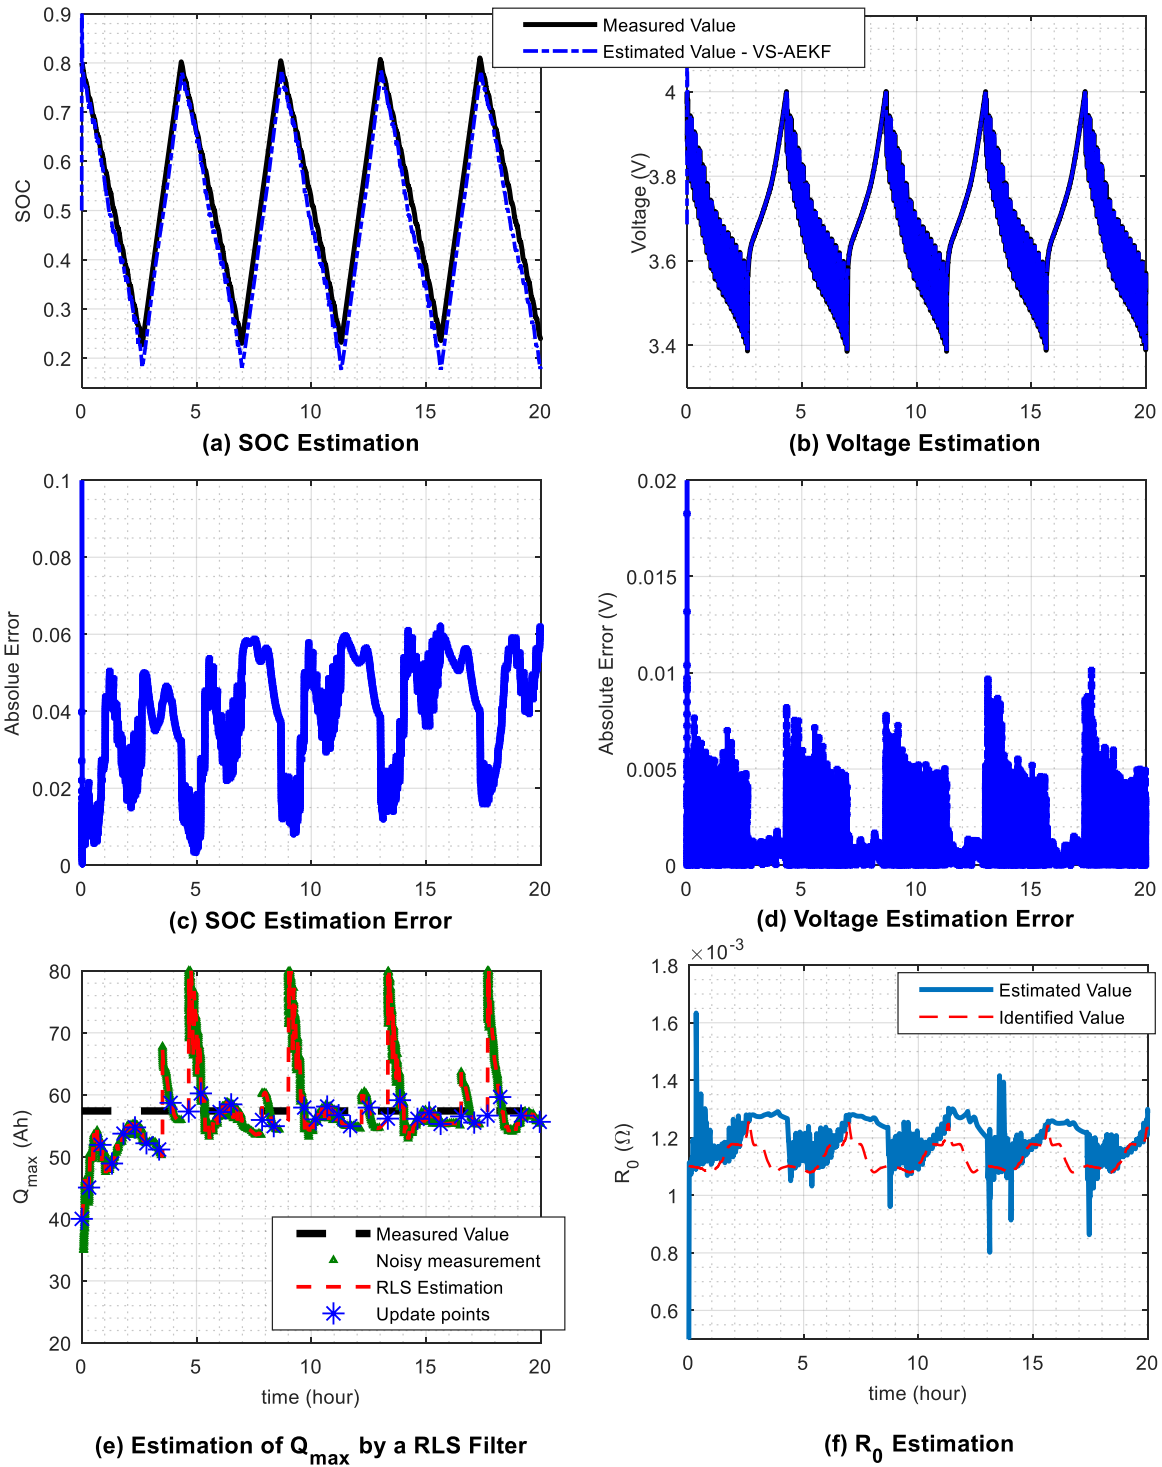 Measured Value
Estimated Value - VS-AEKF
0.9
0.8
0.7
0.6
0.5
0.4
0.3
0.2
SOC
0 5 10 15 20
(a) SOC Estimation
4
3.8
3.6
3.4
Voltage (V)
0 5 10 15 20
(b) Voltage Estimation
0.1
0.08
0.06
0.04
0.02
0
Absolue Error
0 5 10 15 20
(c) SOC Estimation Error
0.02
0.015
0.01
0.005
0
Absolute Error (V)
0 5 10 15 20
(d) Voltage Estimation Error
80
70
60
50
40
30
20
Q_max (Ah)
Measured Value
Noisy measurement
RLS Estimation
Update points
0 5 10 15 20
time (hour)
(e) Estimation of Q_max by a RLS Filter
×10^-3
1.8
1.6
1.4
1.2
1
0.8
0.6
R_0 (Ω)
Estimated Value
Identified Value
0 5 10 15 20
time (hour)
(f) R_0 Estimation